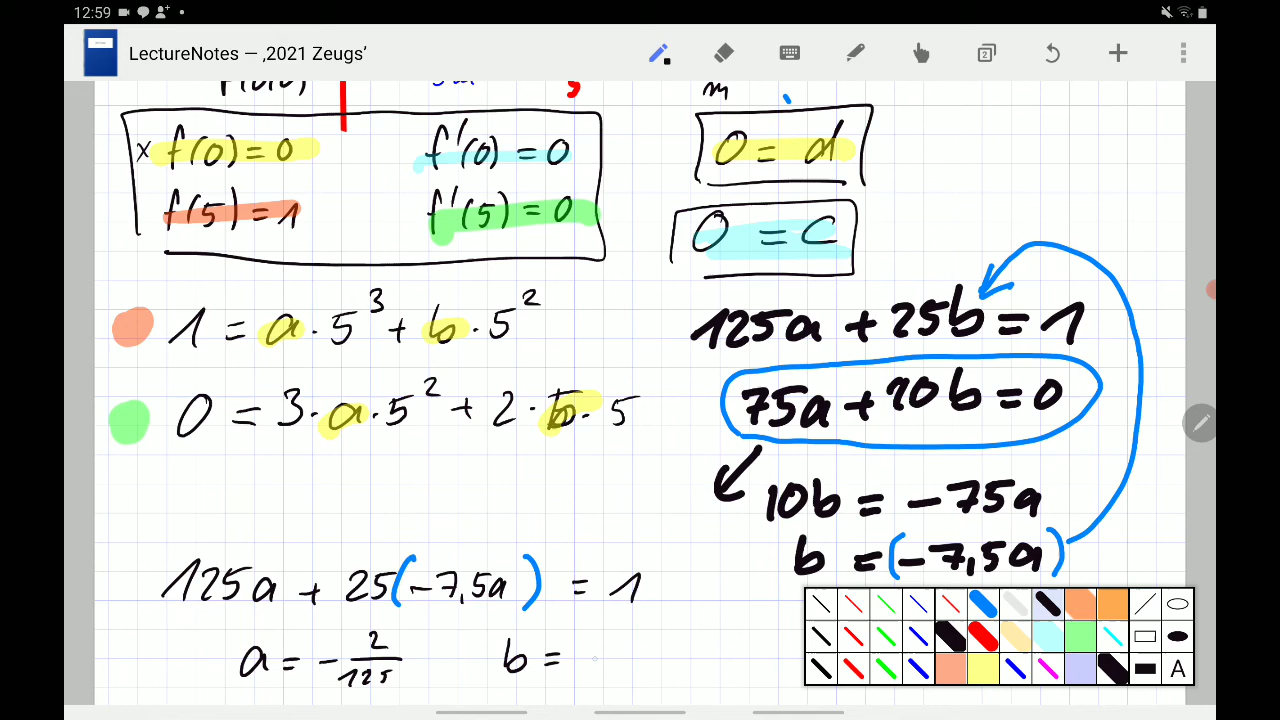 12:59
LectureNotes — ‚2021 Zeugs'
2
m
x f(0) = 0 f'(0) = 0
f(5) = 1 f'(5) = 0
0 = d
0 = c
1 = a · 5³ + b · 5²
0 = 3 · a · 5² + 2 · b · 5
125a + 25b = 1
75a + 10b = 0
10b = -75a
b = (-7,5a)
125a + 25(-7,5a) = 1
a = - 2/125 b =
A